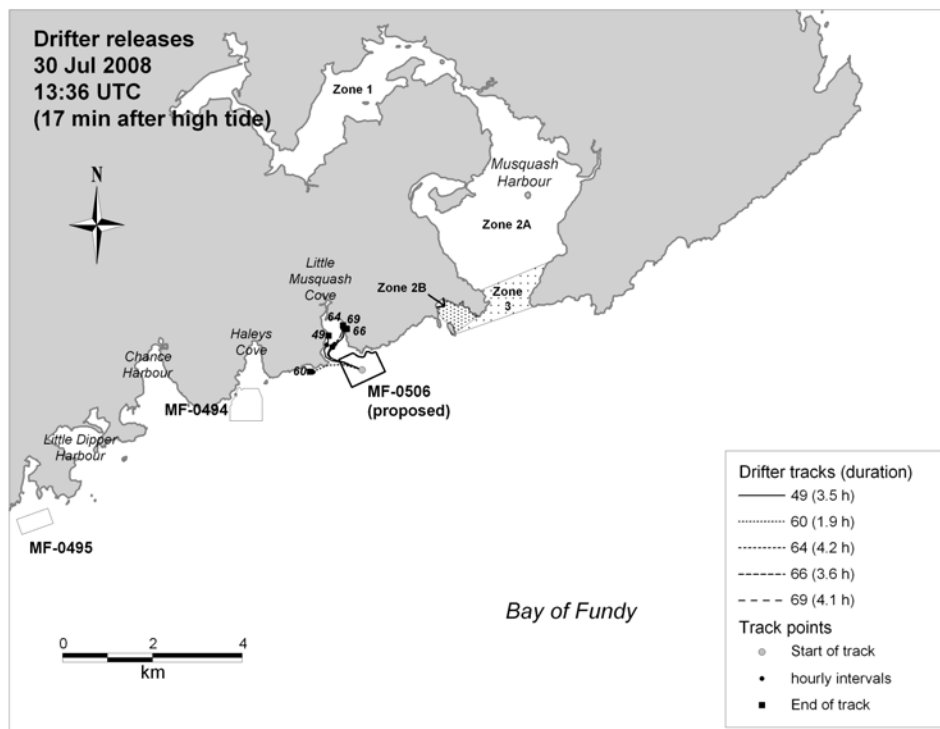 Drifter releases
30 Jul 2008
13:36 UTC
(17 min after high tide)
Zone 1
N
Musquash
Harbour
Zone 2A
Little
Musquash
Cove
Zone 2B
Zone
3
64
69
66
49
60
Haleys
Cove
Chance
Harbour
MF-0506
(proposed)
MF-0494
Little Dipper
Harbour
MF-0495
Bay of Fundy
0 2 4
km
Drifter tracks (duration)
49 (3.5 h)
60 (1.9 h)
64 (4.2 h)
66 (3.6 h)
69 (4.1 h)
Track points
Start of track
hourly intervals
End of track